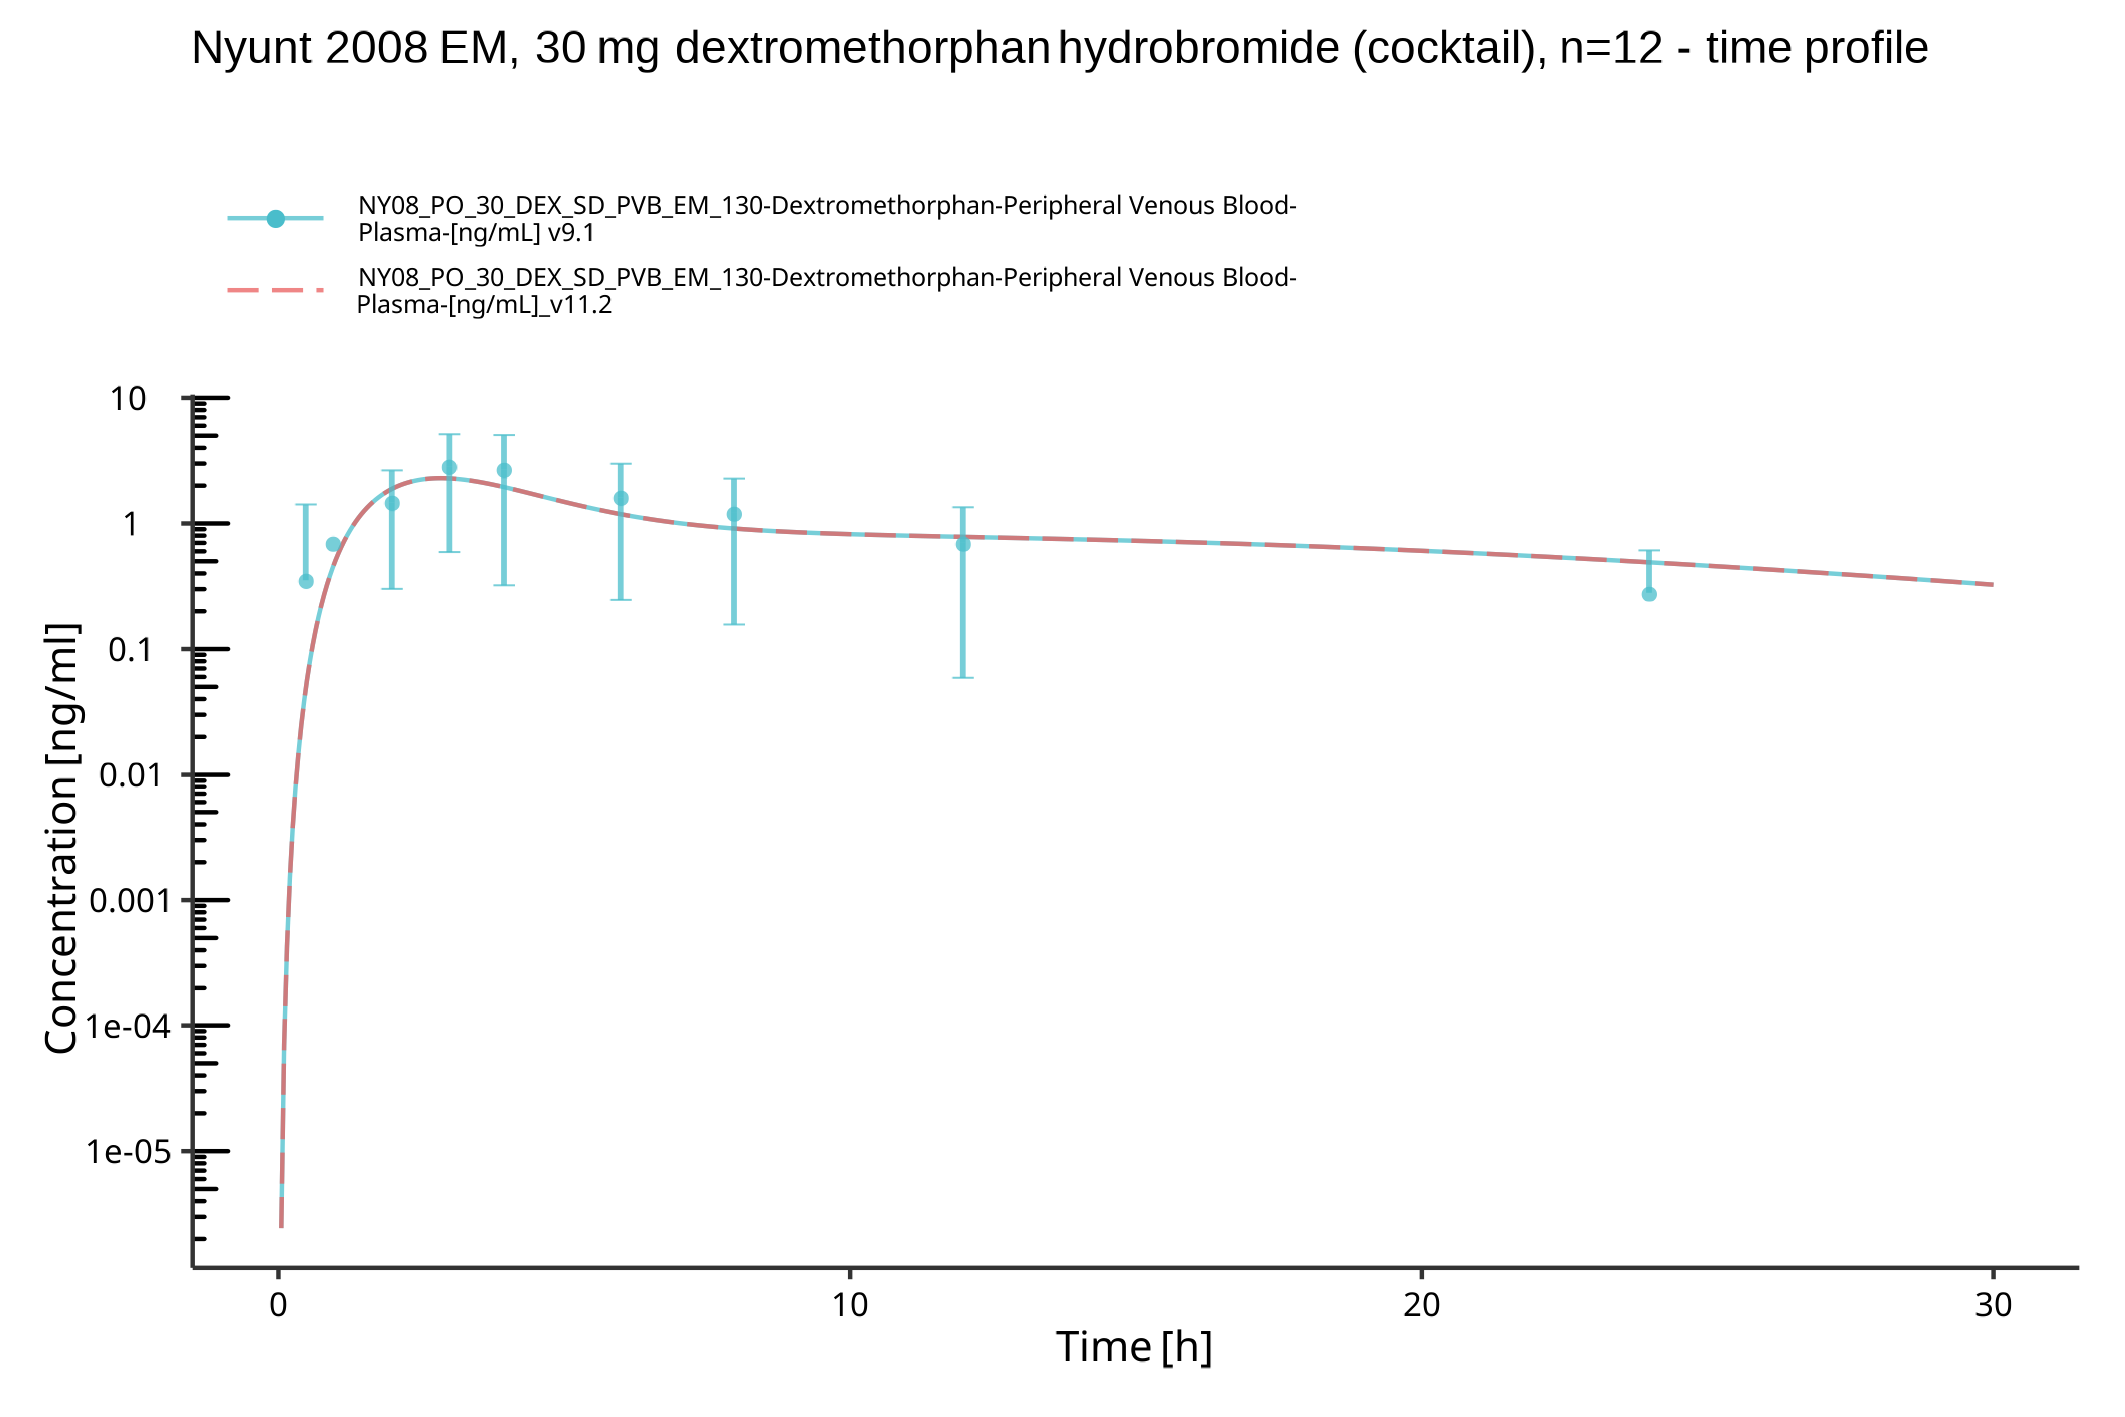 Nyunt 2008 EM, 30 mg dextromethorphan hydrobromide (cocktail), n=12 - time profile
NY08_PO_30_DEX_SD_PVB_EM_130-Dextromethorphan-Peripheral Venous Blood-
Plasma-[ng/mL] v9.1
NY08_PO_30_DEX_SD_PVB_EM_130-Dextromethorphan-Peripheral Venous Blood-
Plasma-[ng/mL]_v11.2
10
1
0.1
0.01
0.001
1e-04
1e-05
Concentration [ng/ml]
0
10
20
30
Time [h]